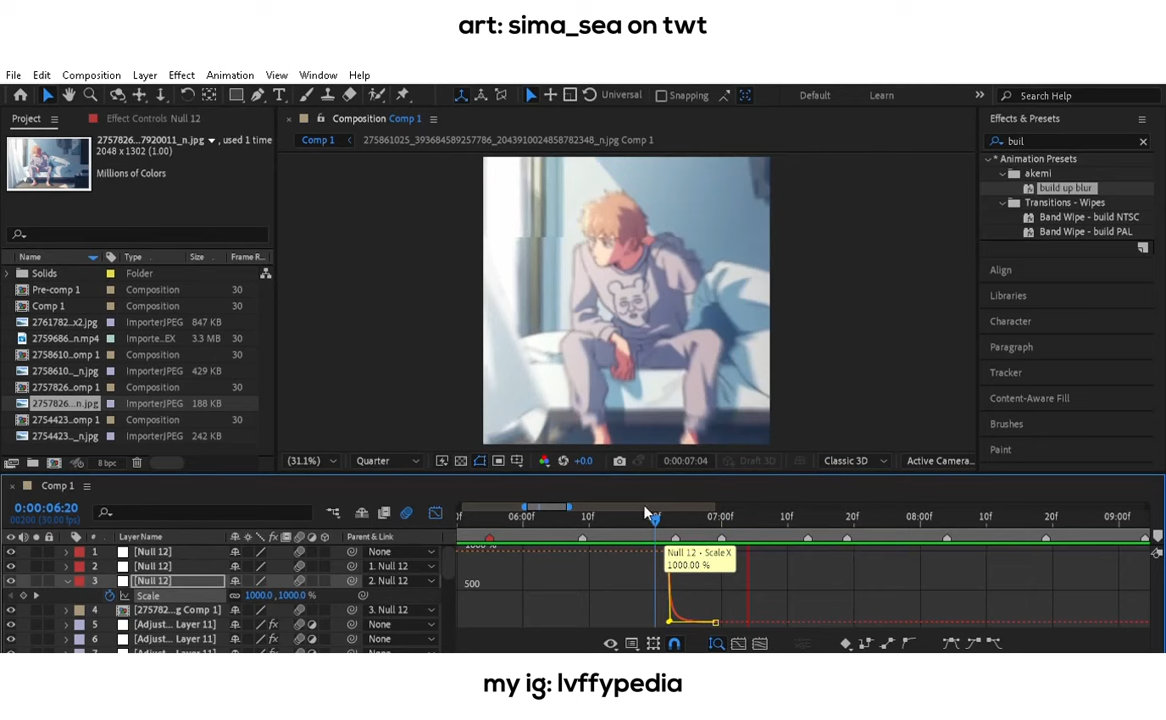 art: sima_sea on twt
File Edit Composition Layer Effect Animation View Window Help
Universal Snapping Default Learn Search Help
Project Effect Controls Null 12 Composition Comp 1 Effects & Presets
2757826...7920011_n.jpg , used 1 time
2048 x 1302 (1.00)
Millions of Colors
Comp 1 275861025_393684589257786_2043910024858782348_n.jpg Comp 1
buil
* Animation Presets
akemi
build up blur
Transitions - Wipes
Band Wipe - build NTSC
Band Wipe - build PAL
Align
Libraries
Character
Paragraph
Tracker
Content-Aware Fill
Brushes
Paint
Name Type Size Frame R...
Solids Folder
Pre-comp 1 Composition 30
Comp 1 Composition 30
2761782...x2.jpg ImporterJPEG 847 KB
2759686...n.mp4 Importe...EX 3.3 MB 30
2758610...omp 1 Composition 30
2758610..._n.jpg ImporterJPEG 429 KB
2757826...omp 1 Composition 30
2757826...n.jpg ImporterJPEG 188 KB
2754423...omp 1 Composition 30
2754423..._n.jpg ImporterJPEG 242 KB
8 bpc
(31.1%) Quarter +0.0 0:00:07:04 Draft 3D Classic 3D Active Camera...
Comp 1
0:00:06:20
00200 (30.00 fps)
06:00f 10f 07:00f 10f 20f 08:00f 10f 20f 09:00f
# Layer Name Parent & Link
1 [Null 12] None
2 [Null 12] 1. Null 12
3 [Null 12] 2. Null 12
Scale 1000.0,1000.0 %
4 [275782...g Comp 1] 3. Null 12
5 [Adjust... Layer 11] None
6 [Adjust... Layer 11] None
1000 %
500
Null 12 • Scale X
1000.00 %
my ig: lvffypedia